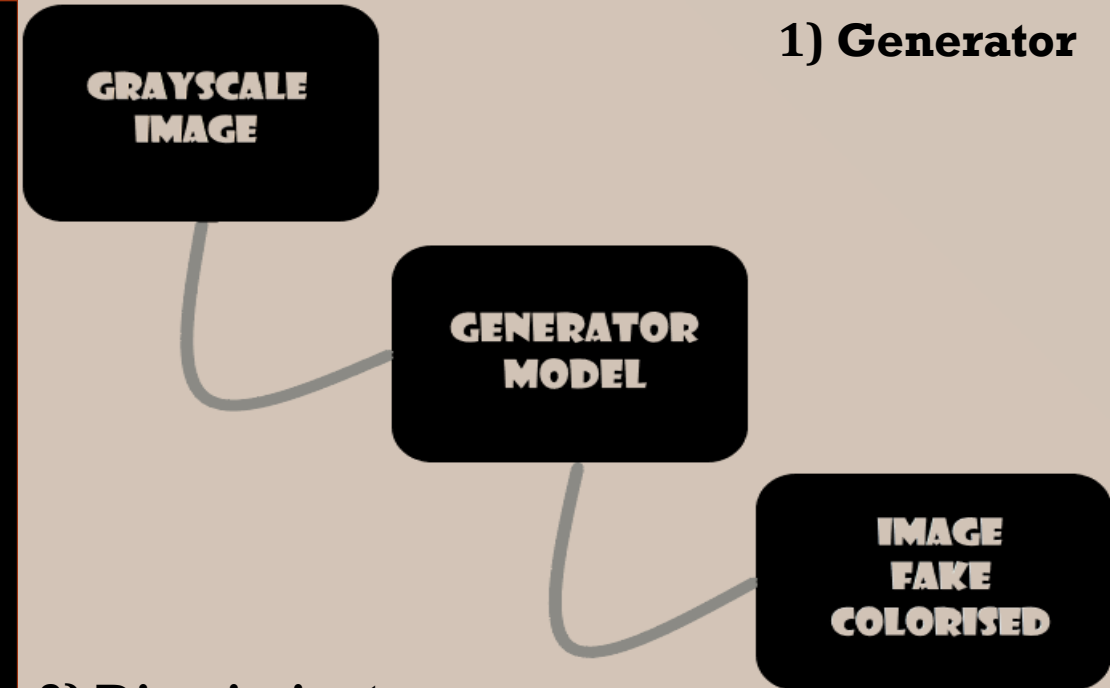 1) Generator
GRAYSCALE
IMAGE
GENERATOR
MODEL
IMAGE
FAKE
COLORISED